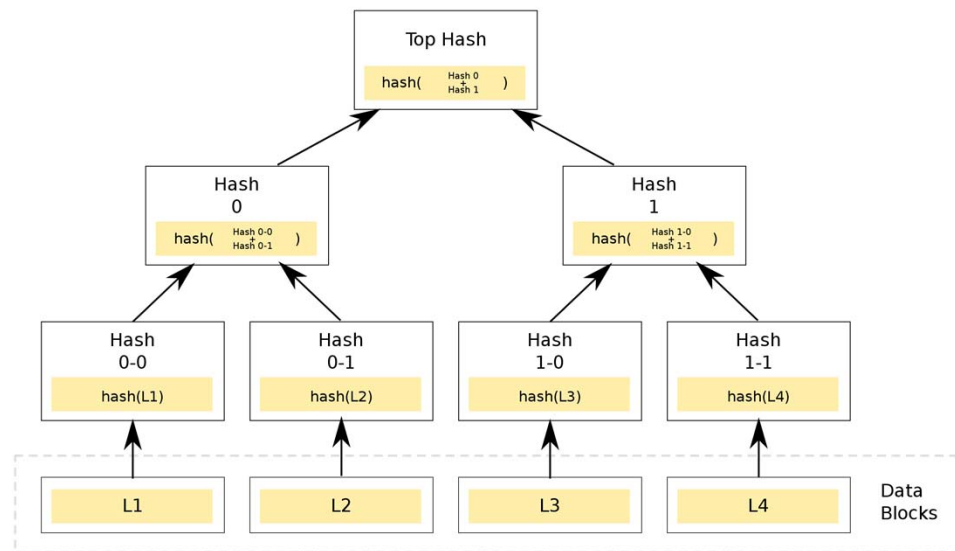 Top Hash
hash( Hash 0 + Hash 1 )
Hash
0
hash( Hash 0-0 + Hash 0-1 )
Hash
1
hash( Hash 1-0 + Hash 1-1 )
Hash
0-0
hash(L1)
Hash
0-1
hash(L2)
Hash
1-0
hash(L3)
Hash
1-1
hash(L4)
L1
L2
L3
L4
Data
Blocks